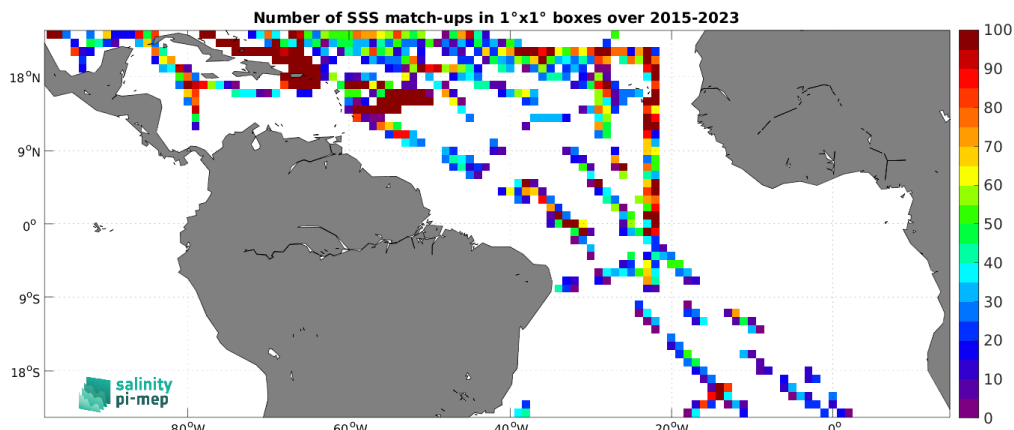 Number of SSS match-ups in 1°x1° boxes over 2015-2023
100
90
80
70
60
50
40
30
20
10
0
18°N
9°N
0°
9°S
18°S
80°W
60°W
40°W
20°W
0°
salinity
pi-mep